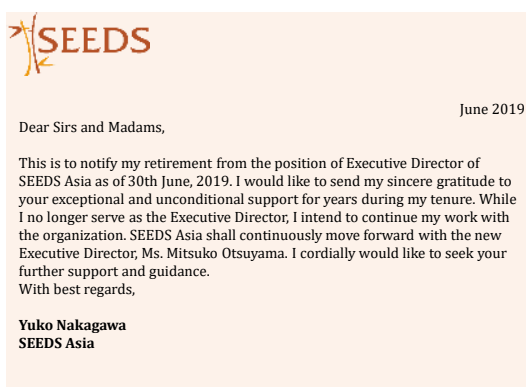 SEEDS
June 2019
Dear Sirs and Madams,
This is to notify my retirement from the position of Executive Director of
SEEDS Asia as of 30th June, 2019. I would like to send my sincere gratitude to
your exceptional and unconditional support for years during my tenure. While
I no longer serve as the Executive Director, I intend to continue my work with
the organization. SEEDS Asia shall continuously move forward with the new
Executive Director, Ms. Mitsuko Otsuyama. I cordially would like to seek your
further support and guidance.
With best regards,
Yuko Nakagawa
SEEDS Asia